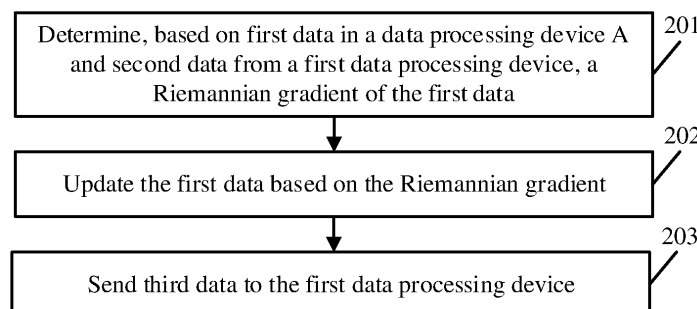 Determine, based on first data in a data processing device A
and second data from a first data processing device, a
Riemannian gradient of the first data
201
Update the first data based on the Riemannian gradient
202
Send third data to the first data processing device
203